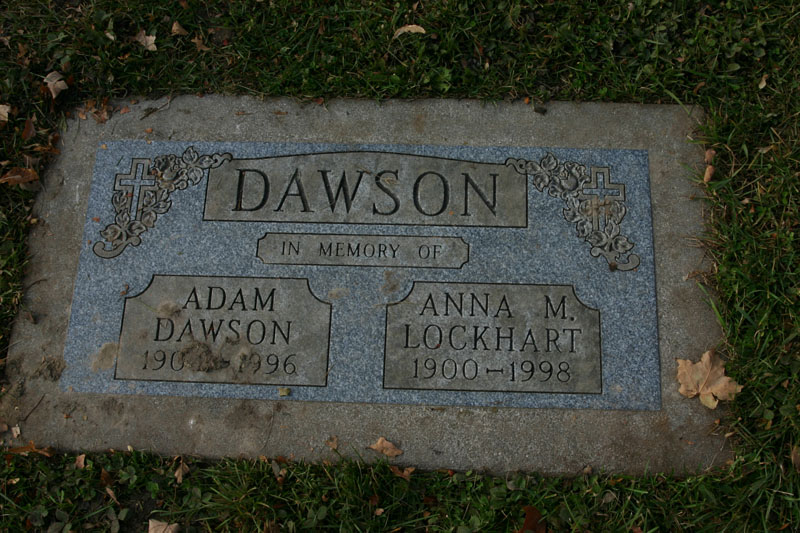 DAWSON
IN MEMORY OF
ADAM
DAWSON
1996
ANNA M.
LOCKHART
1900-1998